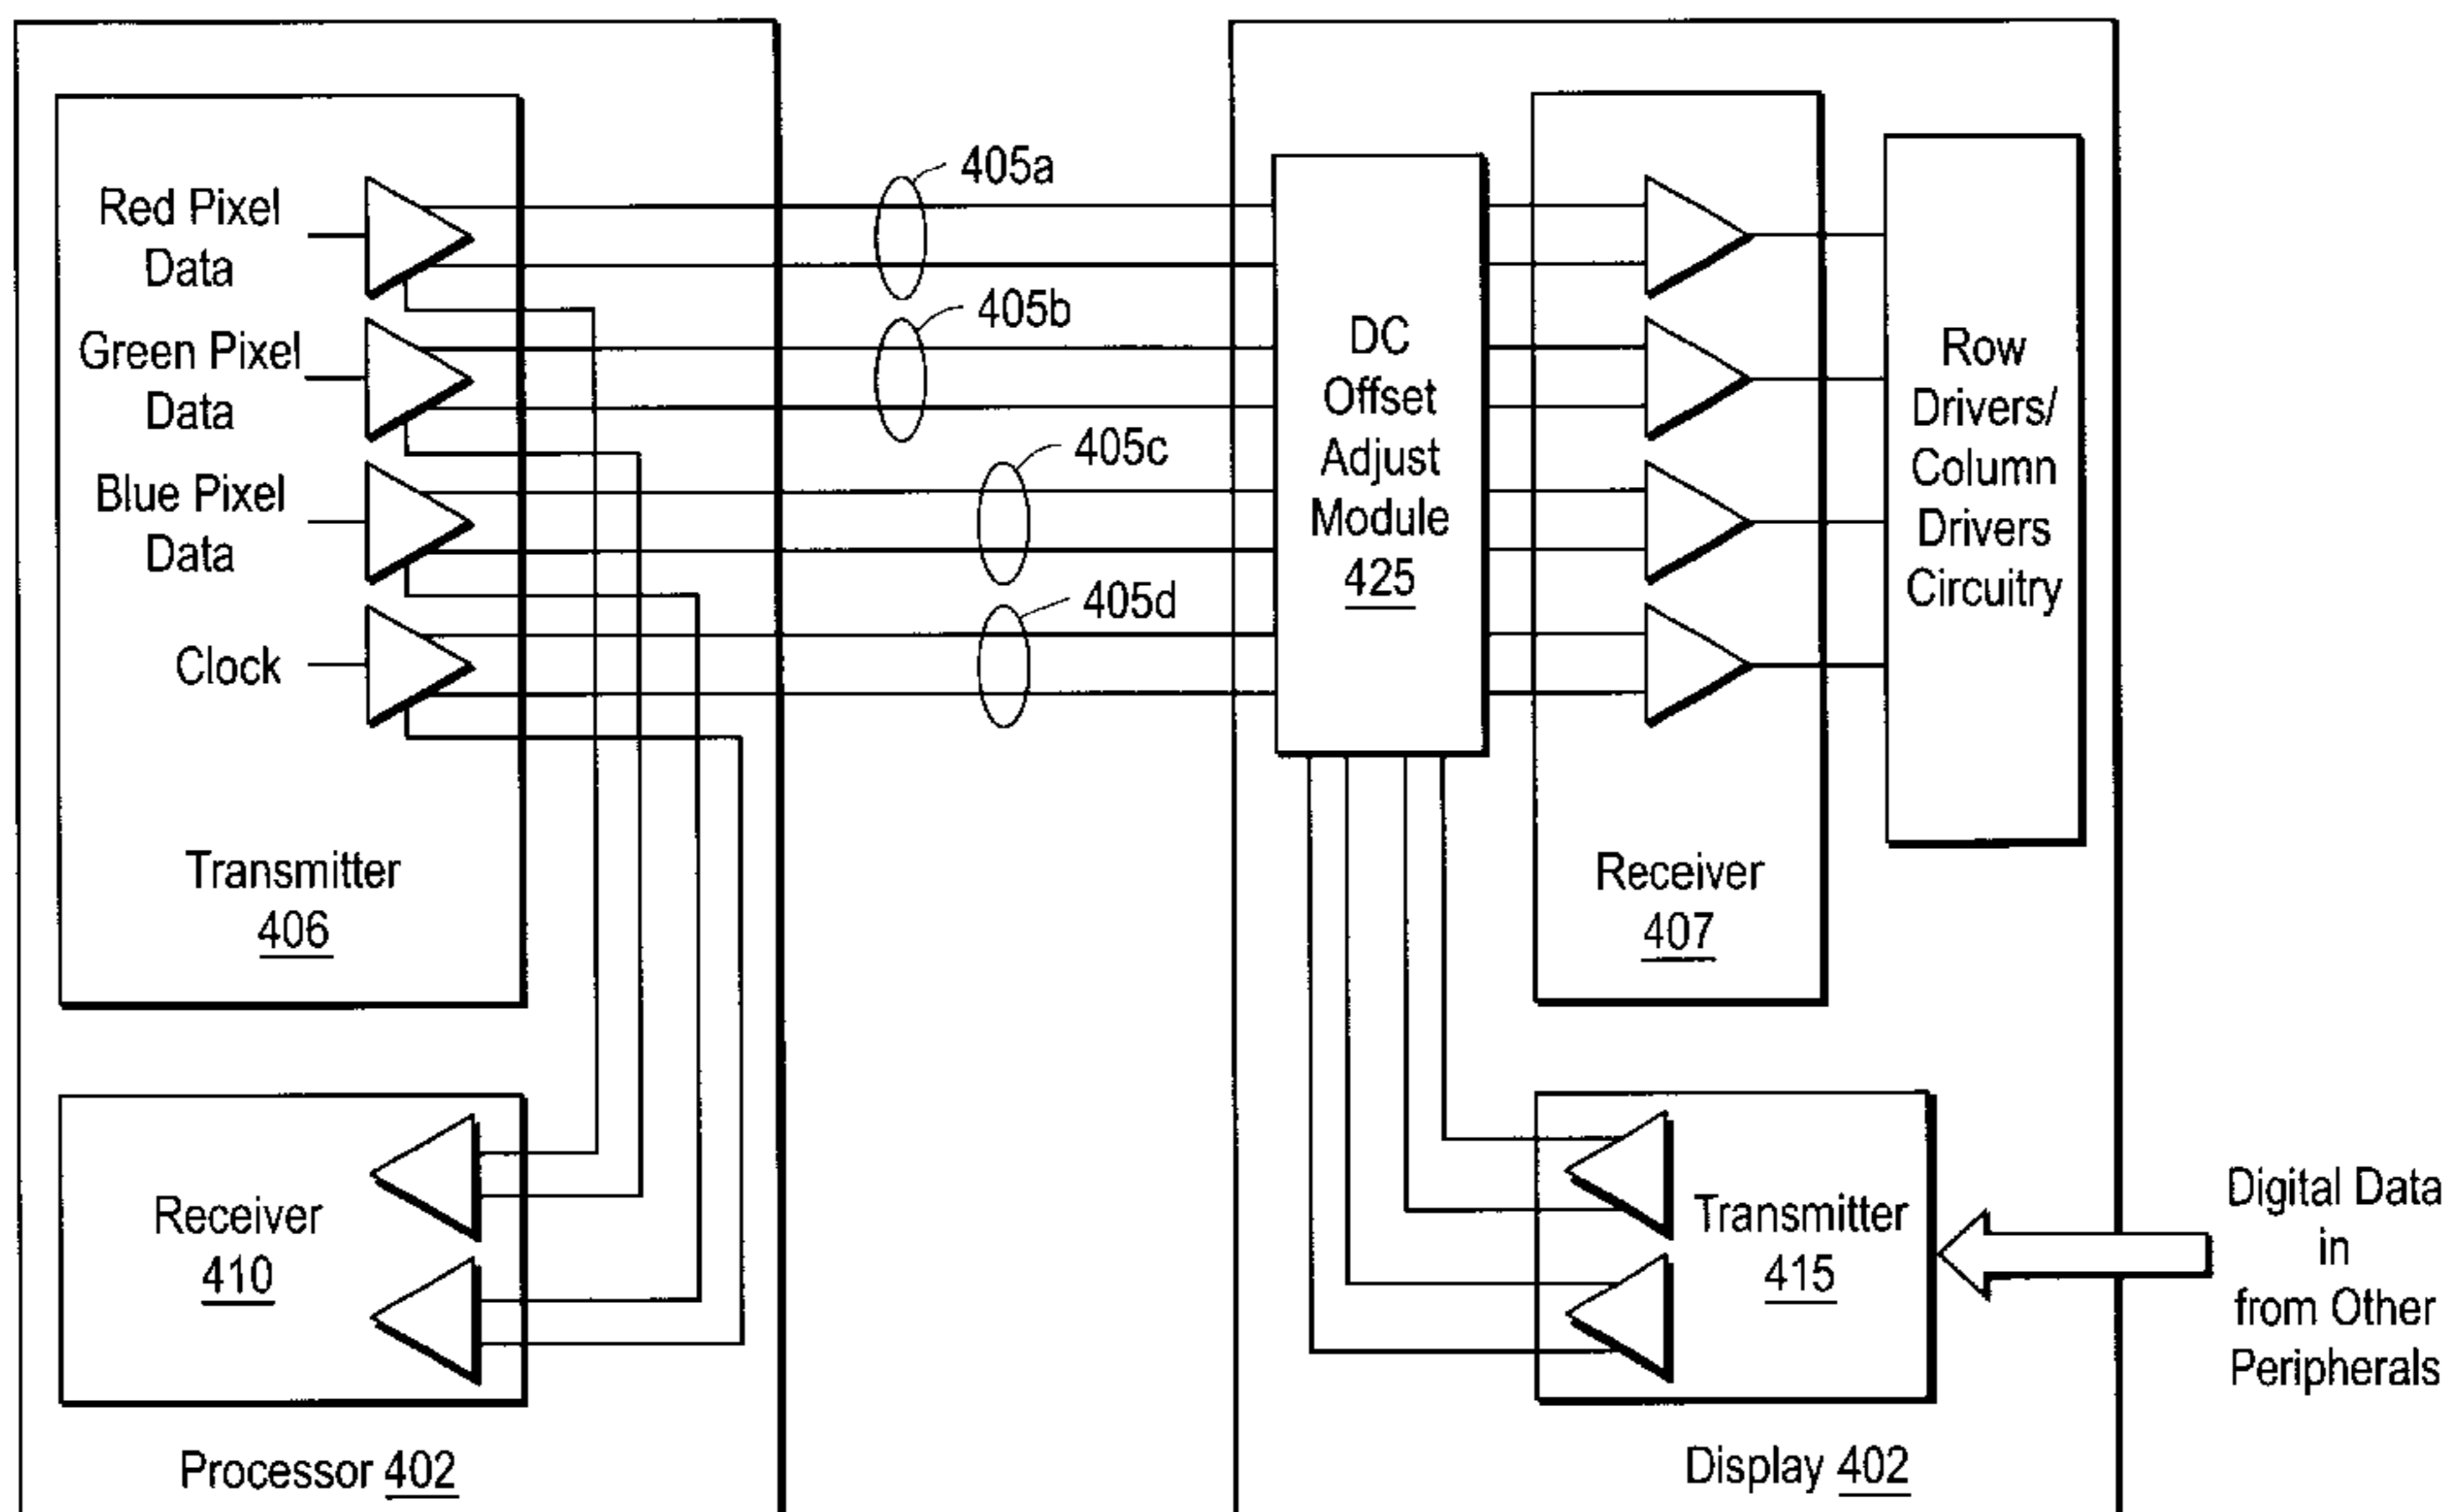 Red Pixel
Data
Green Pixel
Data
Blue Pixel
Data
Clock
Transmitter
406
Receiver
410
Processor 402
405a
405b
405c
405d
DC
Offset
Adjust
Module
425
Receiver
407
Row
Drivers/
Column
Drivers
Circuitry
Transmitter
415
Display 402
Digital Data
in
from Other
Peripherals